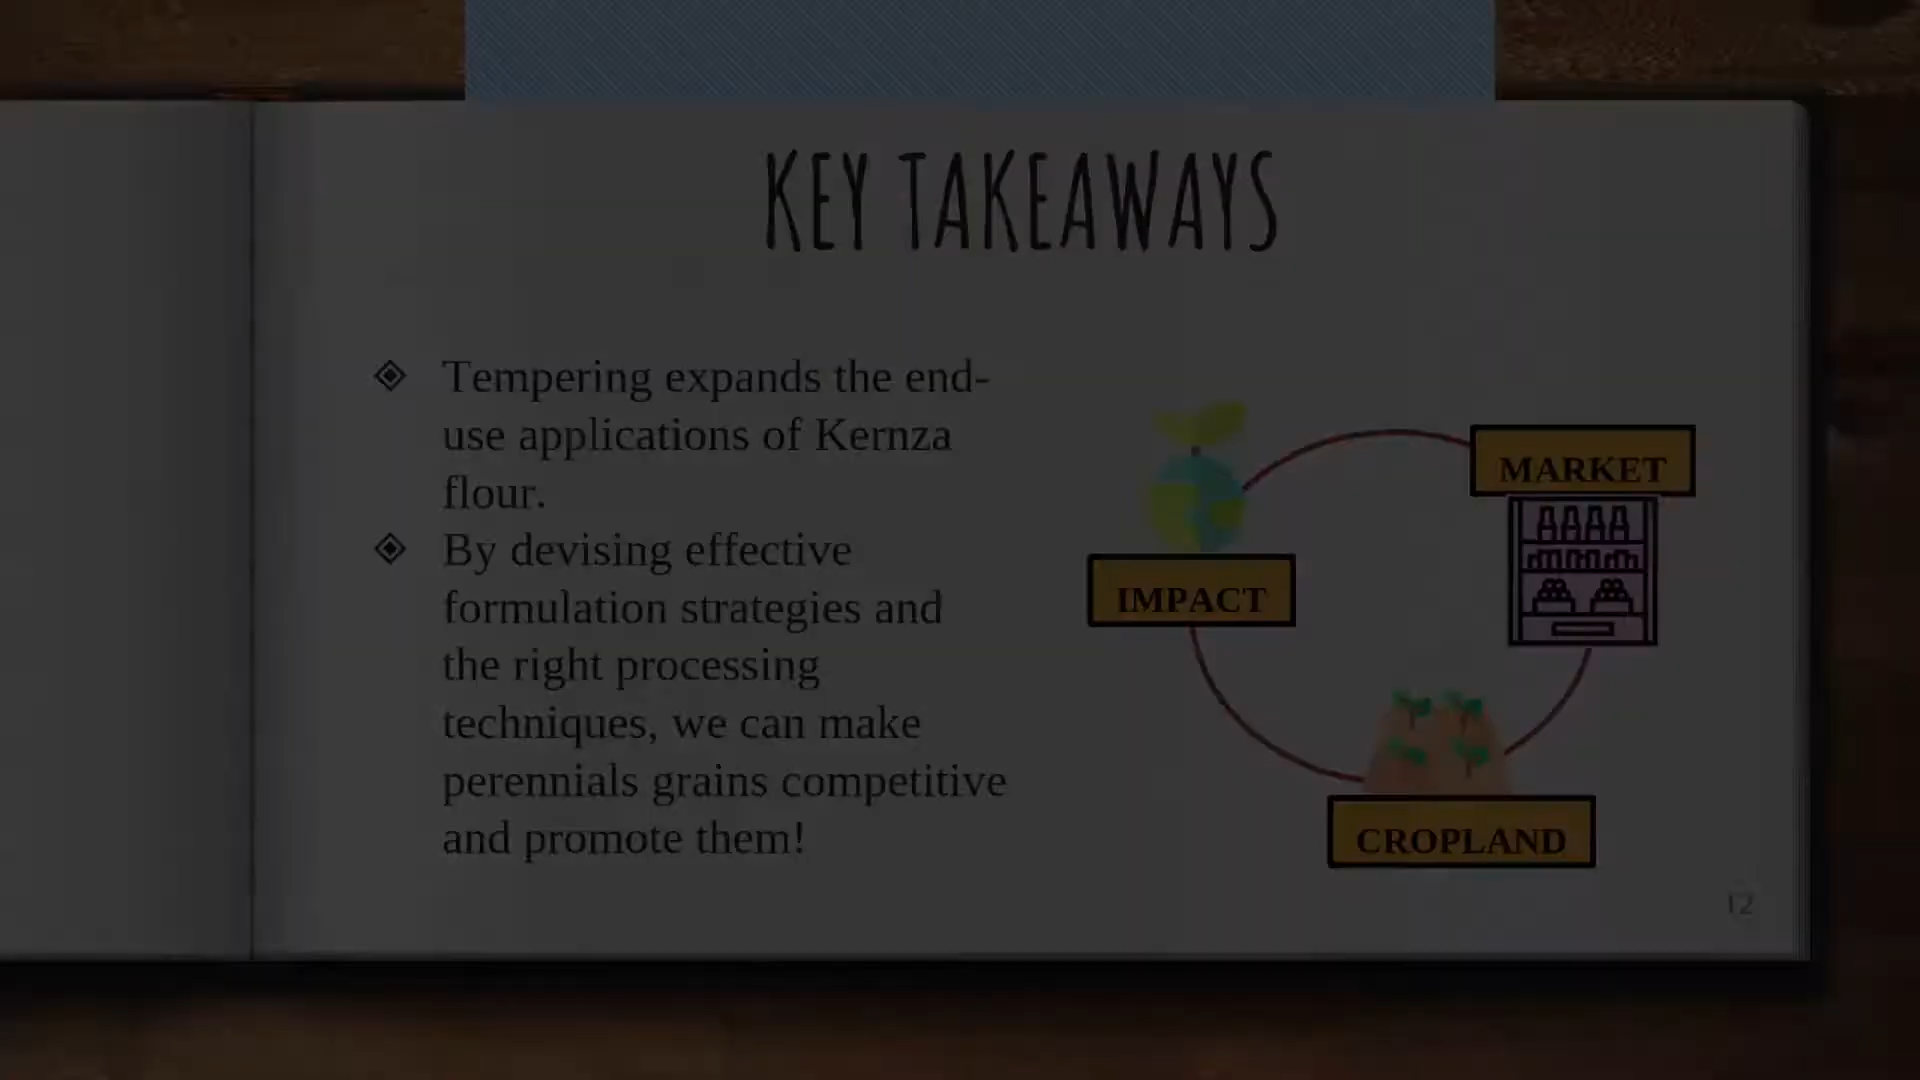 KEY TAKEAWAYS
Tempering expands the end-
use applications of Kernza
flour.
By devising effective
formulation strategies and
the right processing
techniques, we can make
perennials grains competitive
and promote them!
MARKET
IMPACT
CROPLAND
12